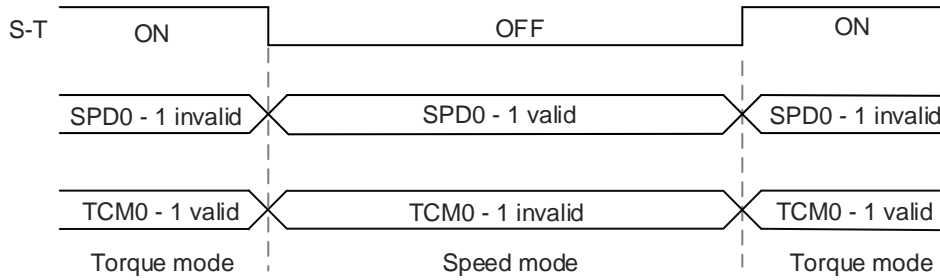 S-T ON OFF ON
SPD0 - 1 invalid SPD0 - 1 valid SPD0 - 1 invalid
TCM0 - 1 valid TCM0 - 1 invalid TCM0 - 1 valid
Torque mode Speed mode Torque mode